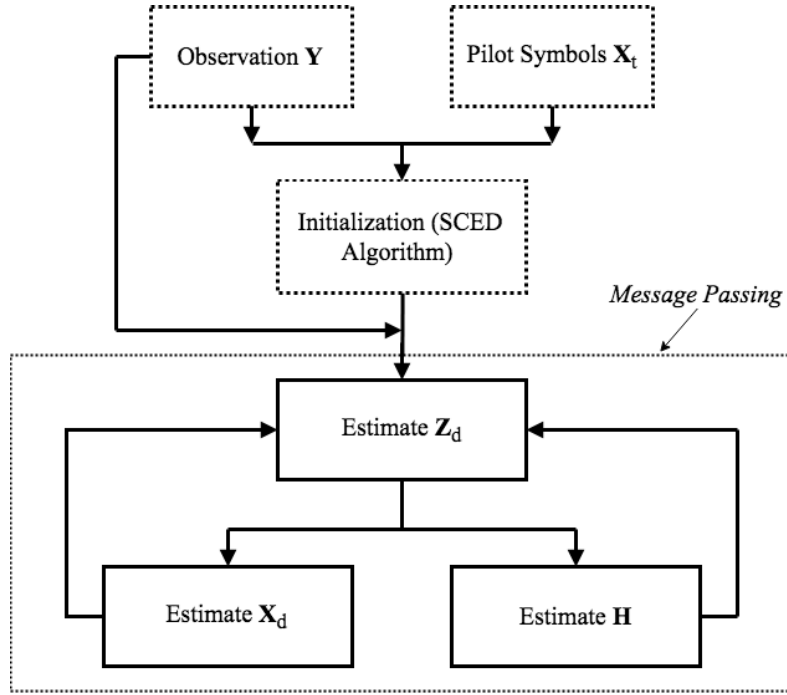 Observation Y
Pilot Symbols Xt
Initialization (SCED
Algorithm)
Message Passing
Estimate Zd
Estimate Xd
Estimate H